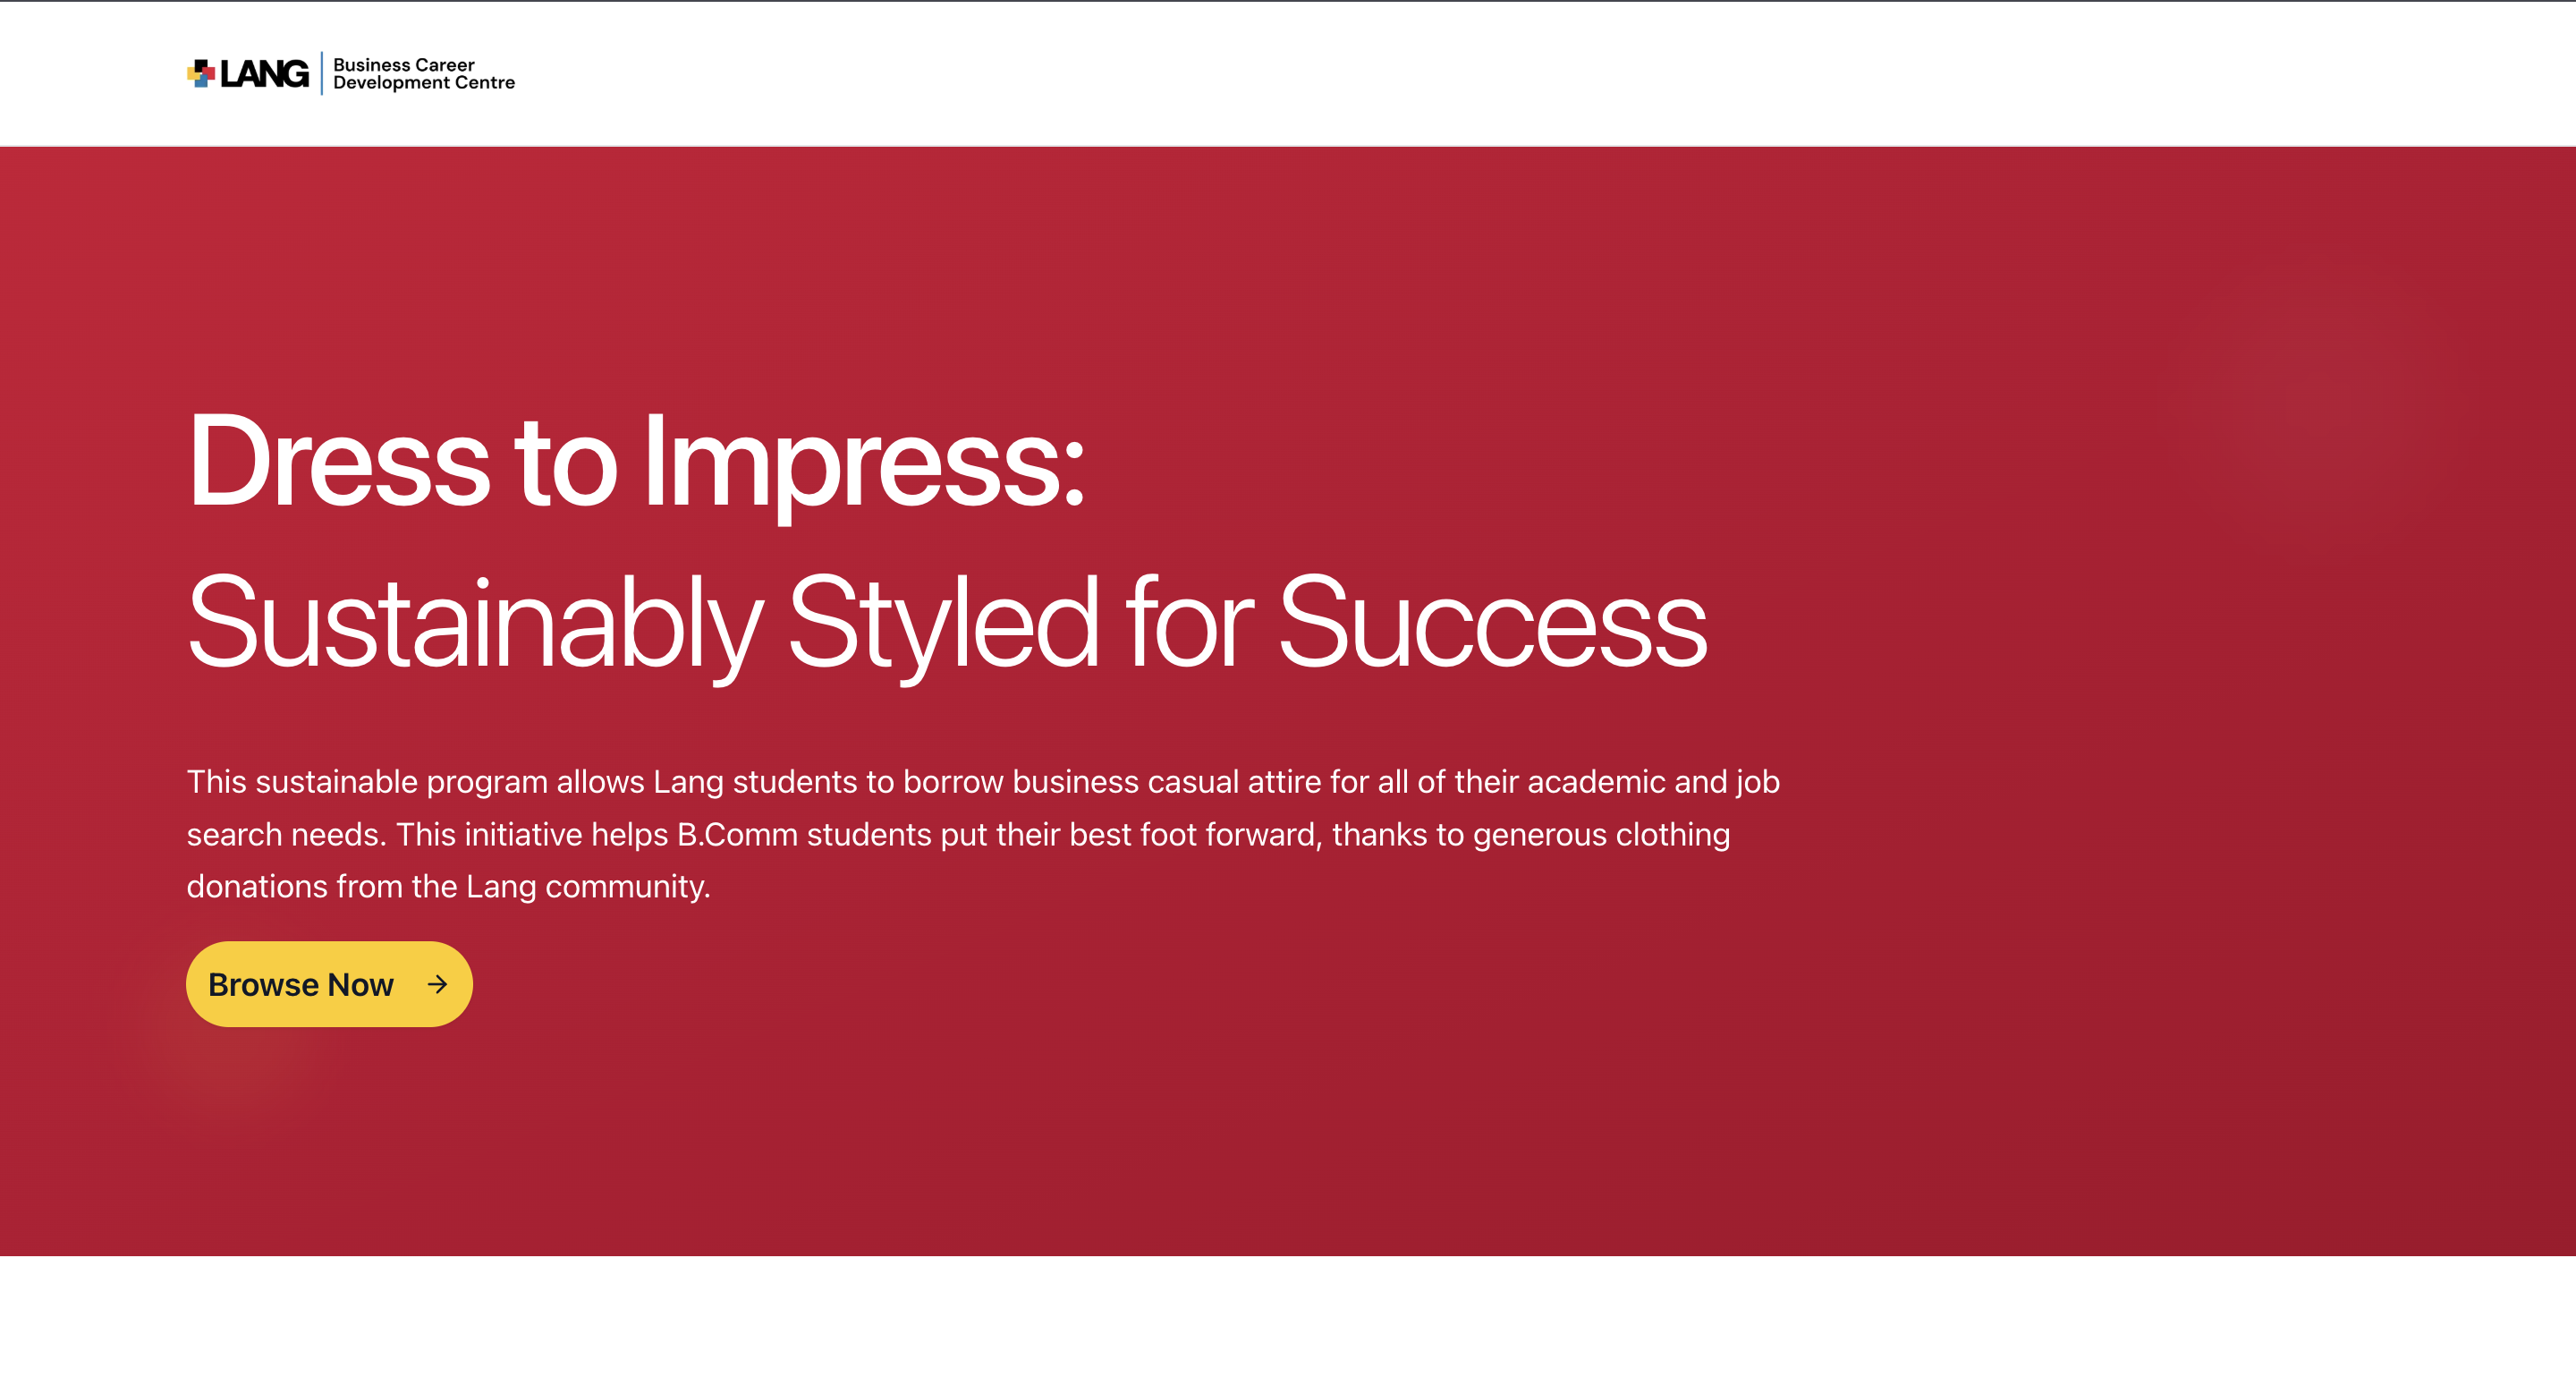 LANG
Business Career
Development Centre
Dress to Impress:
Sustainably Styled for Success
This sustainable program allows Lang students to borrow business casual attire for all of their academic and job
search needs. This initiative helps B.Comm students put their best foot forward, thanks to generous clothing
donations from the Lang community.
Browse Now